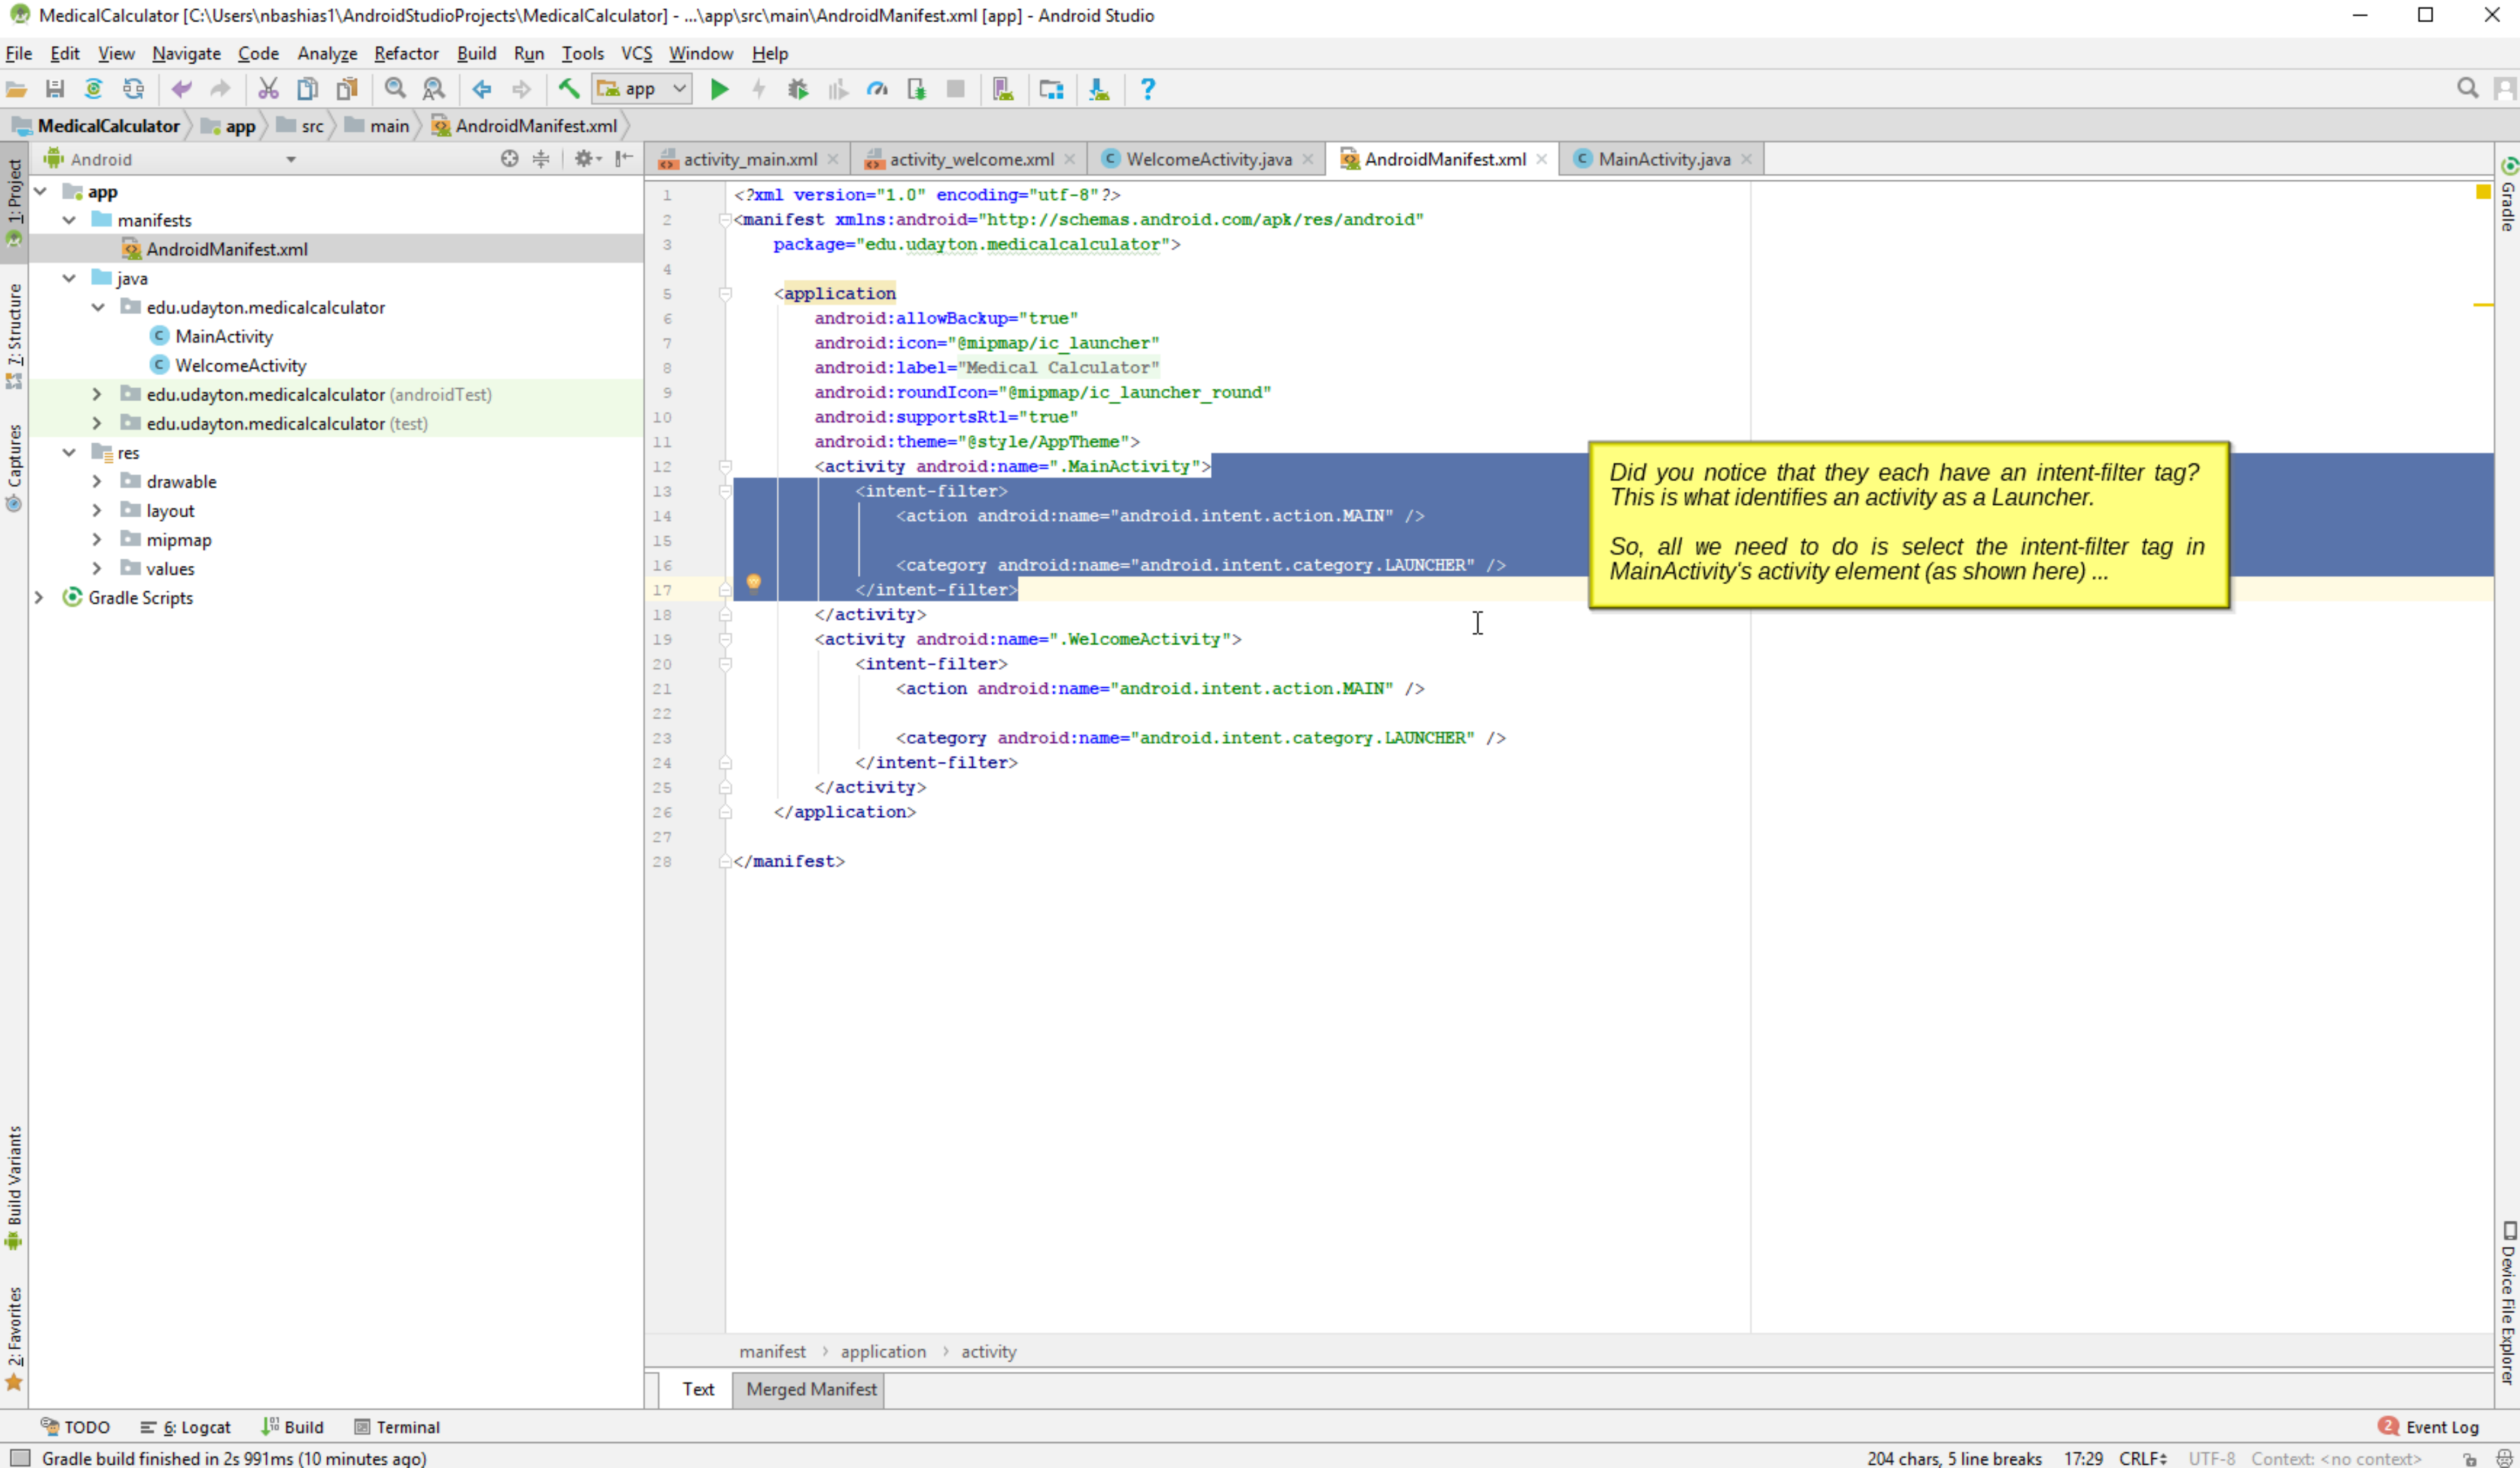 MedicalCalculator [C:\Users\nbashias1\AndroidStudioProjects\MedicalCalculator] - ...\app\src\main\AndroidManifest.xml [app] - Android Studio
File Edit View Navigate Code Analyze Refactor Build Run Tools VCS Window Help
app
MedicalCalculator app src main AndroidManifest.xml
Android
activity_main.xml activity_welcome.xml WelcomeActivity.java AndroidManifest.xml MainActivity.java
1: Project
7: Structure
Captures
Build Variants
2: Favorites
app
manifests
AndroidManifest.xml
java
edu.udayton.medicalcalculator
MainActivity
WelcomeActivity
edu.udayton.medicalcalculator (androidTest)
edu.udayton.medicalcalculator (test)
res
drawable
layout
mipmap
values
Gradle Scripts
1 <?xml version="1.0" encoding="utf-8"?>
2 <manifest xmlns:android="http://schemas.android.com/apk/res/android"
3 package="edu.udayton.medicalcalculator">
4
5 <application
6 android:allowBackup="true"
7 android:icon="@mipmap/ic_launcher"
8 android:label="Medical Calculator"
9 android:roundIcon="@mipmap/ic_launcher_round"
10 android:supportsRtl="true"
11 android:theme="@style/AppTheme">
12 <activity android:name=".MainActivity">
13 <intent-filter>
14 <action android:name="android.intent.action.MAIN" />
15
16 <category android:name="android.intent.category.LAUNCHER" />
17 </intent-filter>
18 </activity>
19 <activity android:name=".WelcomeActivity">
20 <intent-filter>
21 <action android:name="android.intent.action.MAIN" />
22
23 <category android:name="android.intent.category.LAUNCHER" />
24 </intent-filter>
25 </activity>
26 </application>
27
28 </manifest>
Did you notice that they each have an intent-filter tag?
This is what identifies an activity as a Launcher.
So, all we need to do is select the intent-filter tag in
MainActivity's activity element (as shown here) ...
Gradle
Device File Explorer
manifest › application › activity
Text Merged Manifest
TODO 6: Logcat Build Terminal 2 Event Log
Gradle build finished in 2s 991ms (10 minutes ago) 204 chars, 5 line breaks 17:29 CRLF UTF-8 Context: <no context>